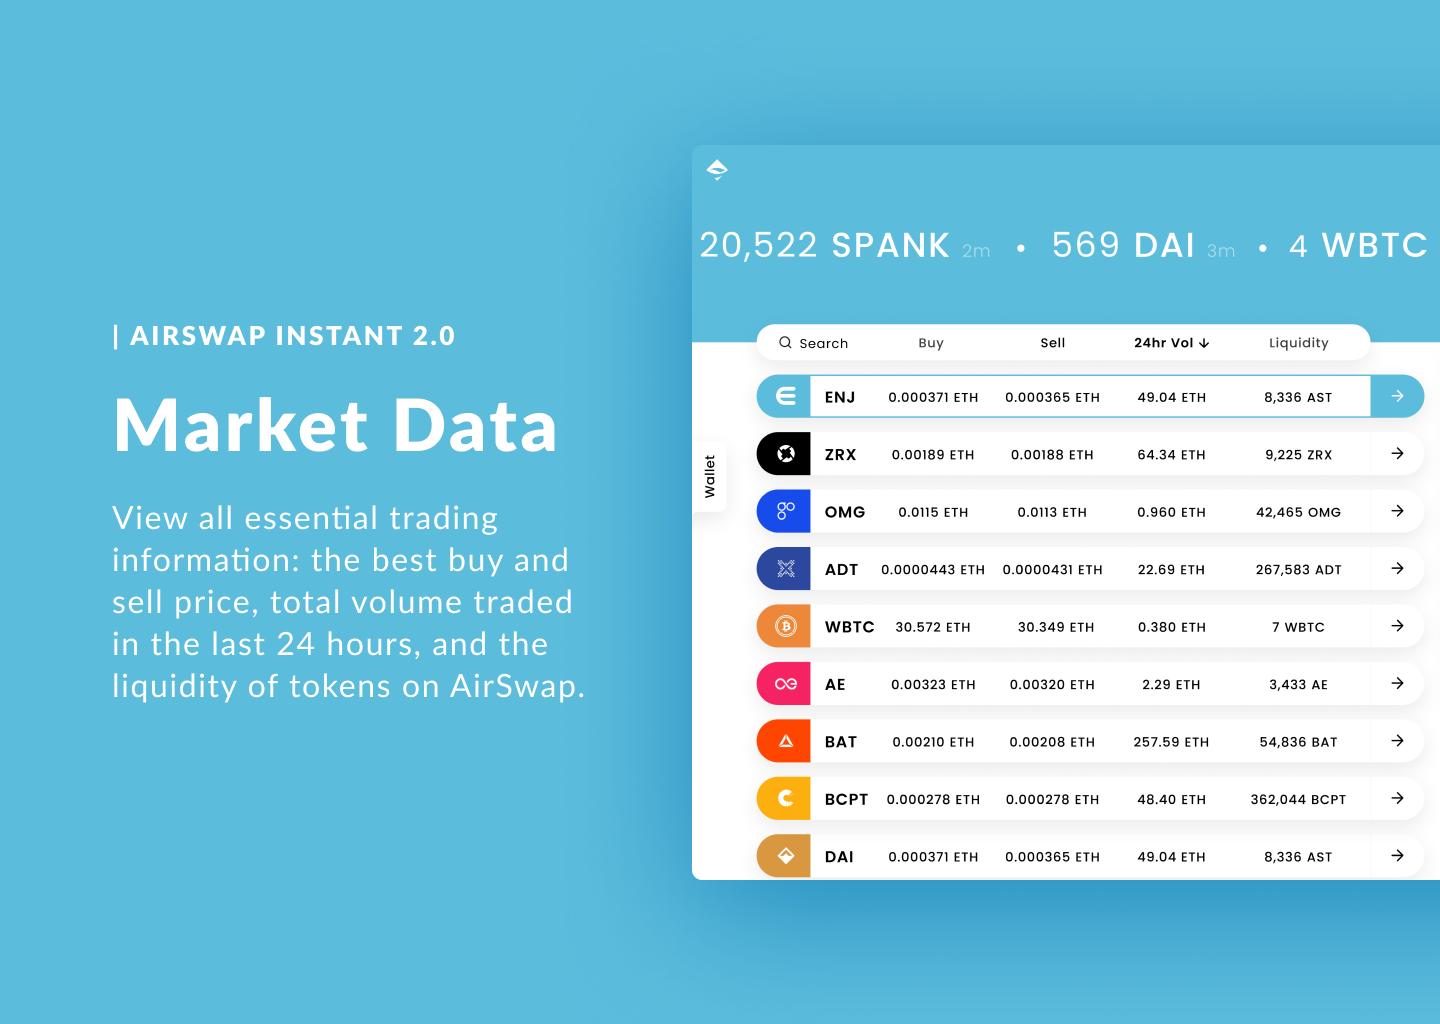 | AIRSWAP INSTANT 2.0
Market Data
View all essential trading
information: the best buy and
sell price, total volume traded
in the last 24 hours, and the
liquidity of tokens on AirSwap.
20,522 SPANK 2m • 569 DAI 3m • 4 WBTC
Search Buy Sell 24hr Vol ↓ Liquidity
ENJ 0.000371 ETH 0.000365 ETH 49.04 ETH 8,336 AST →
ZRX 0.00189 ETH 0.00188 ETH 64.34 ETH 9,225 ZRX →
Wallet
OMG 0.0115 ETH 0.0113 ETH 0.960 ETH 42,465 OMG →
ADT 0.0000443 ETH 0.0000431 ETH 22.69 ETH 267,583 ADT →
WBTC 30.572 ETH 30.349 ETH 0.380 ETH 7 WBTC →
AE 0.00323 ETH 0.00320 ETH 2.29 ETH 3,433 AE →
BAT 0.00210 ETH 0.00208 ETH 257.59 ETH 54,836 BAT →
BCPT 0.000278 ETH 0.000278 ETH 48.40 ETH 362,044 BCPT →
DAI 0.000371 ETH 0.000365 ETH 49.04 ETH 8,336 AST →